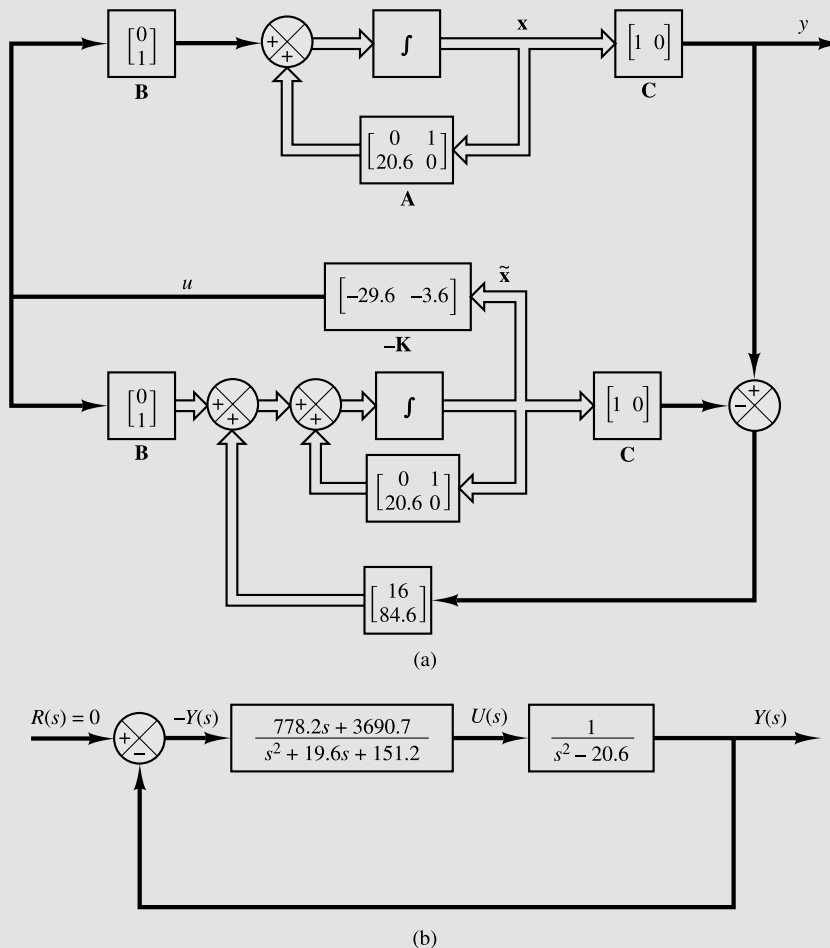 x
y
[0
1]
B
+
+
∫
[1 0]
C
[0 1
20.6 0]
A
u
[−29.6 −3.6]
−K
x̃
[0
1]
B
+
+
+
+
∫
[1 0]
C
−
+
[0 1
20.6 0]
[16
84.6]
(a)
R(s) = 0
+
−
−Y(s)
778.2s + 3690.7
s² + 19.6s + 151.2
U(s)
1
s² − 20.6
Y(s)
(b)